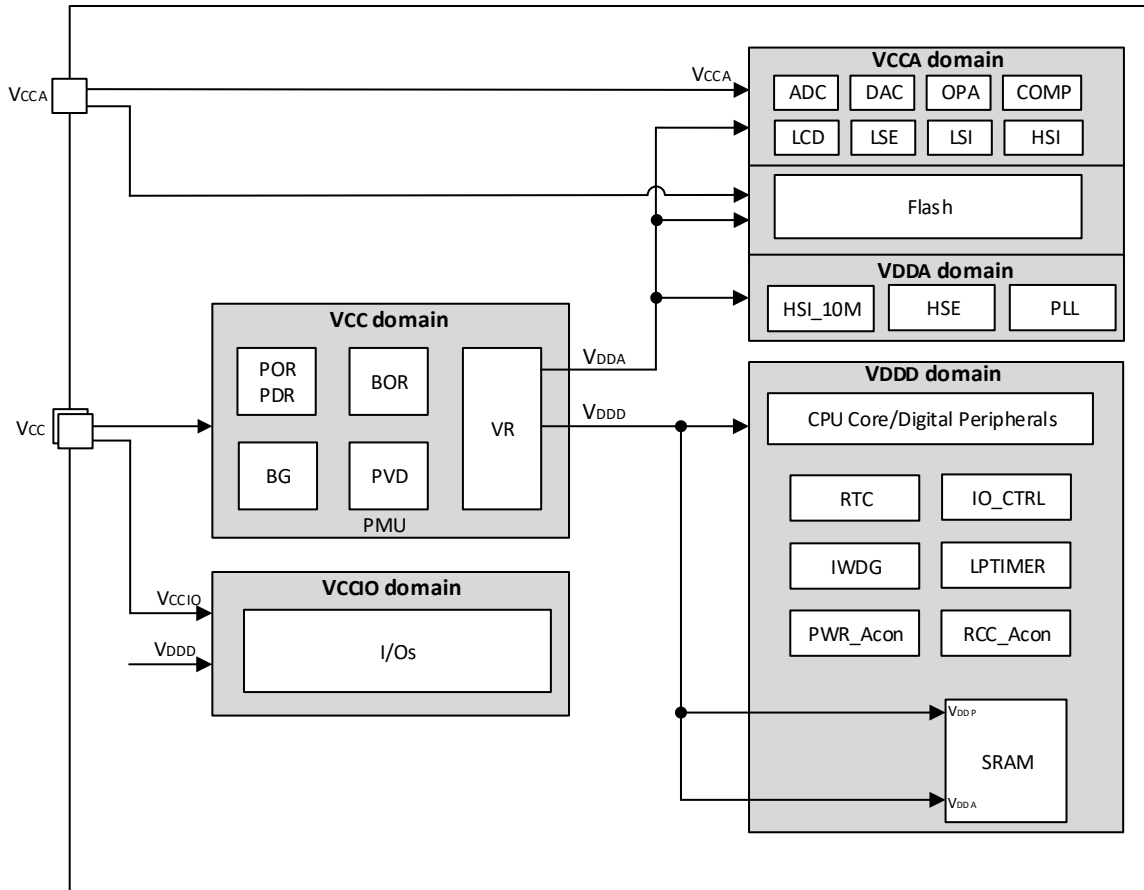 VCCA domain
VCCA
VCCA
ADC
DAC
OPA
COMP
LCD
LSE
LSI
HSI
Flash
VDDA domain
HSI_10M
HSE
PLL
VCC domain
POR
PDR
BOR
VR
BG
PVD
PMU
VDDA
VDDD
VCC
VDDD domain
CPU Core/Digital Peripherals
RTC
IO_CTRL
IWDG
LPTIMER
PWR_Acon
RCC_Acon
VDDP
SRAM
VDDA
VCCIO domain
VCCIO
VDDD
I/Os